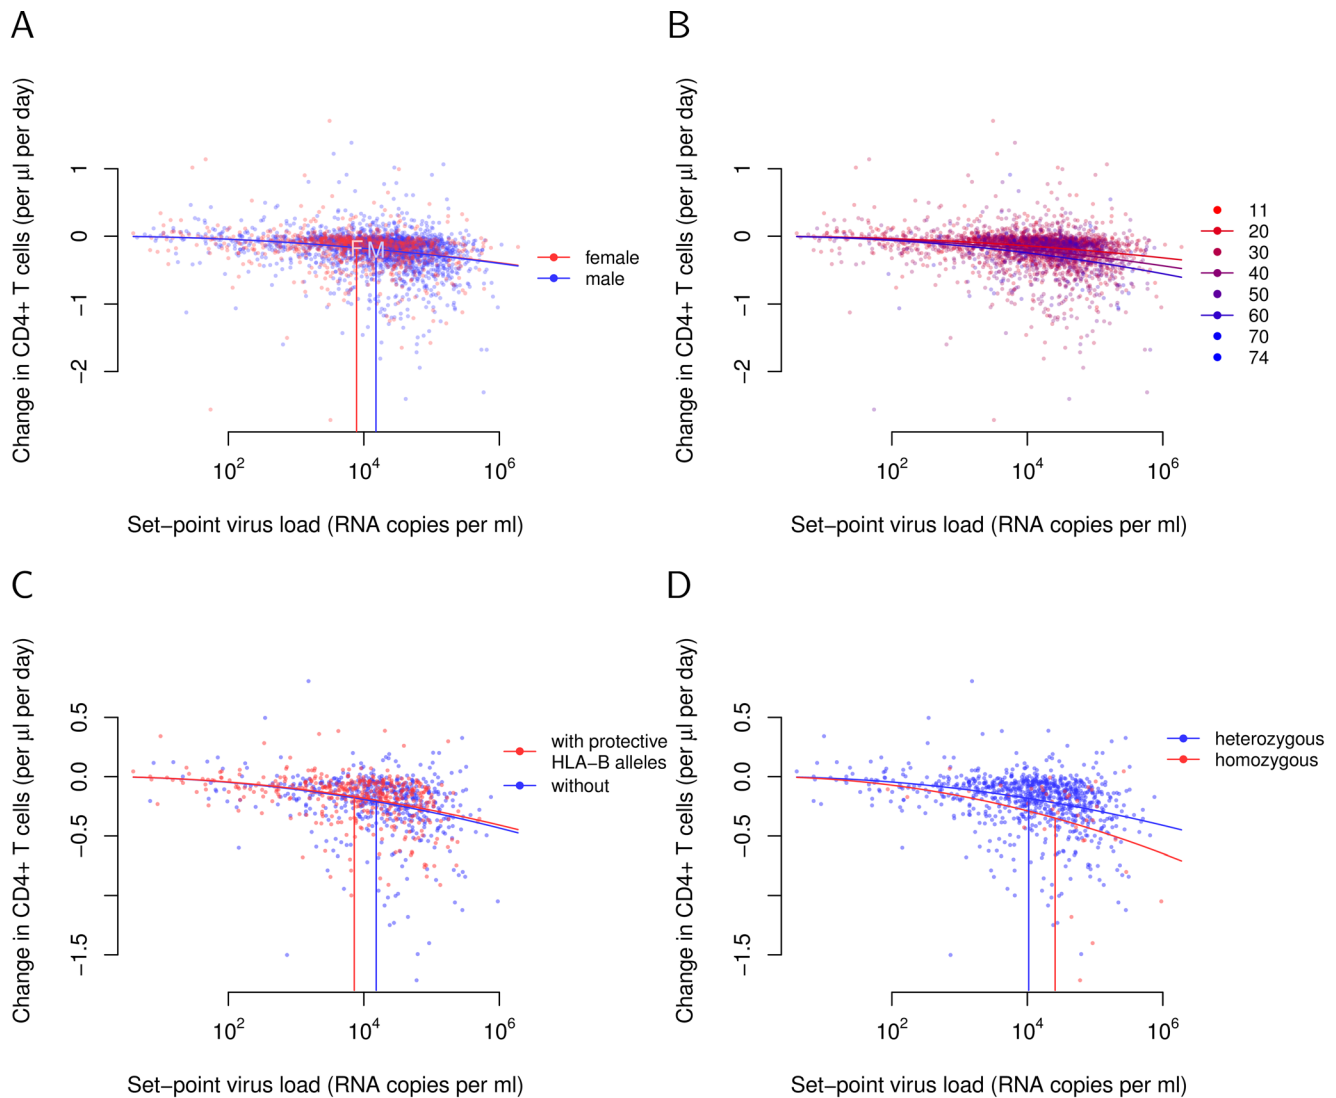 A
Change in CD4+ T cells (per µl per day)
1
0
−1
−2
F M
female
male
10^2
10^4
10^6
Set−point virus load (RNA copies per ml)
B
Change in CD4+ T cells (per µl per day)
1
0
−1
−2
11
20
30
40
50
60
70
74
10^2
10^4
10^6
Set−point virus load (RNA copies per ml)
C
Change in CD4+ T cells (per µl per day)
0.5
0.0
−0.5
−1.5
with protective
HLA−B alleles
without
10^2
10^4
10^6
Set−point virus load (RNA copies per ml)
D
Change in CD4+ T cells (per µl per day)
0.5
0.0
−0.5
−1.5
heterozygous
homozygous
10^2
10^4
10^6
Set−point virus load (RNA copies per ml)